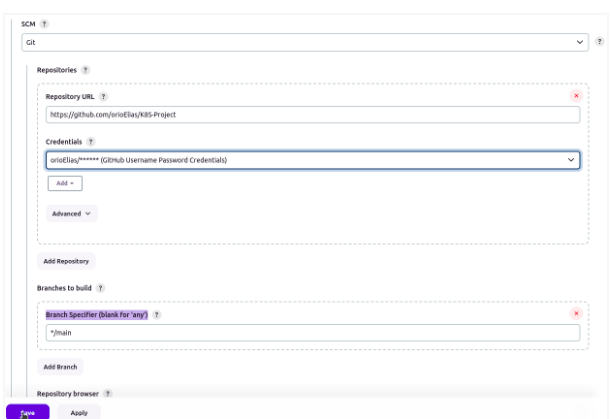 SCM ?
Git
?
Repositories ?
Repository URL ?
https://github.com/orioElias/K8S-Project
Credentials ?
orioElias/****** (GitHub Username Password Credentials)
Add
Advanced
Add Repository
Branches to build ?
Branch Specifier (blank for 'any') ?
*/main
Add Branch
Repository browser ?
Save Apply